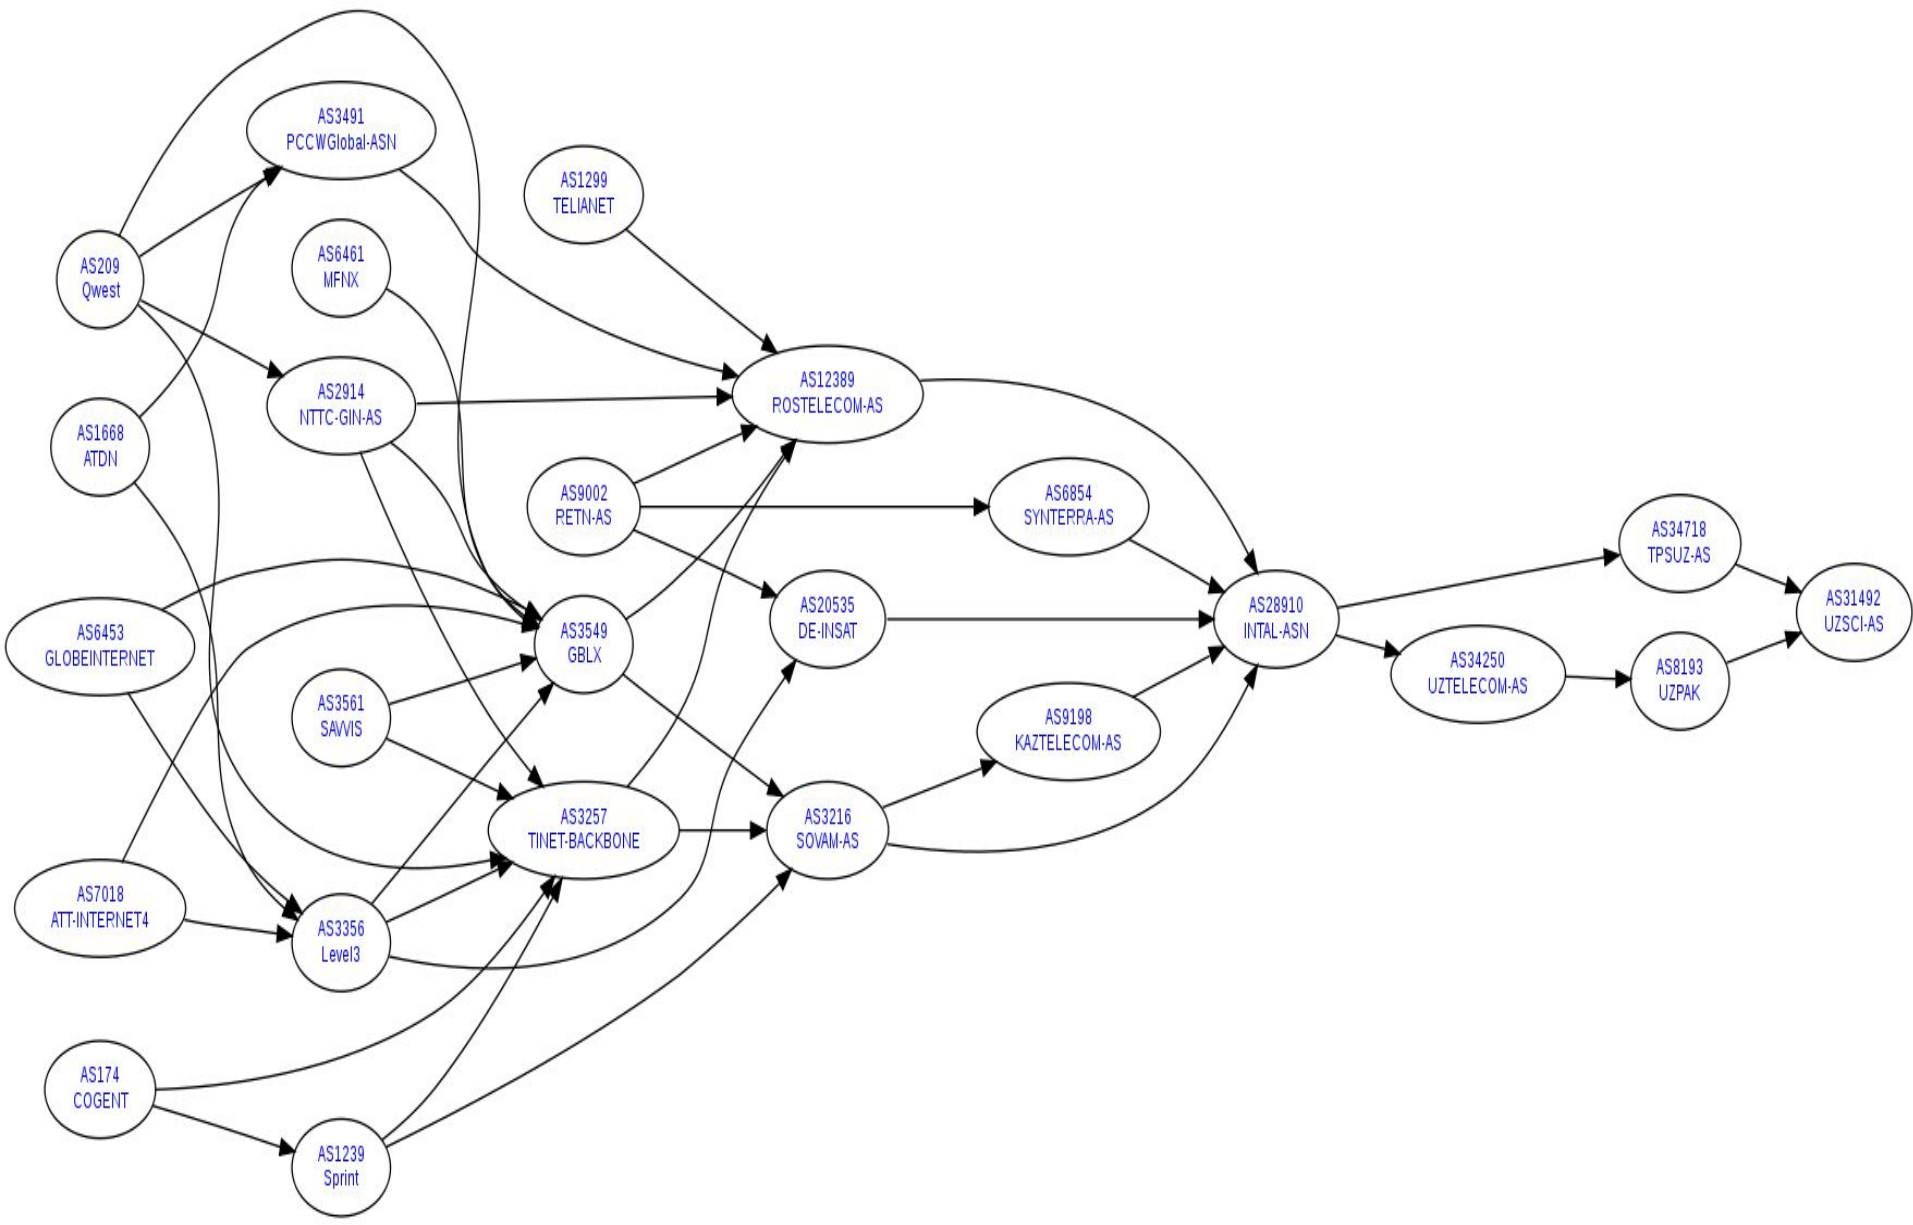 AS3491
PCCWGlobal-ASN
AS1299
TELIANET
AS209
Qwest
AS6461
MFNX
AS2914
NTTC-GIN-AS
AS12389
ROSTELECOM-AS
AS1668
ATDN
AS9002
RETN-AS
AS6854
SYNTERRA-AS
AS34718
TPSUZ-AS
AS6453
GLOBEINTERNET
AS3549
GBLX
AS20535
DE-INSAT
AS28910
INTAL-ASN
AS31492
UZSCI-AS
AS34250
UZTELECOM-AS
AS8193
UZPAK
AS3561
SAVVIS
AS9198
KAZTELECOM-AS
AS3257
TINET-BACKBONE
AS3216
SOVAM-AS
AS7018
ATT-INTERNET4
AS3356
Level3
AS174
COGENT
AS1239
Sprint